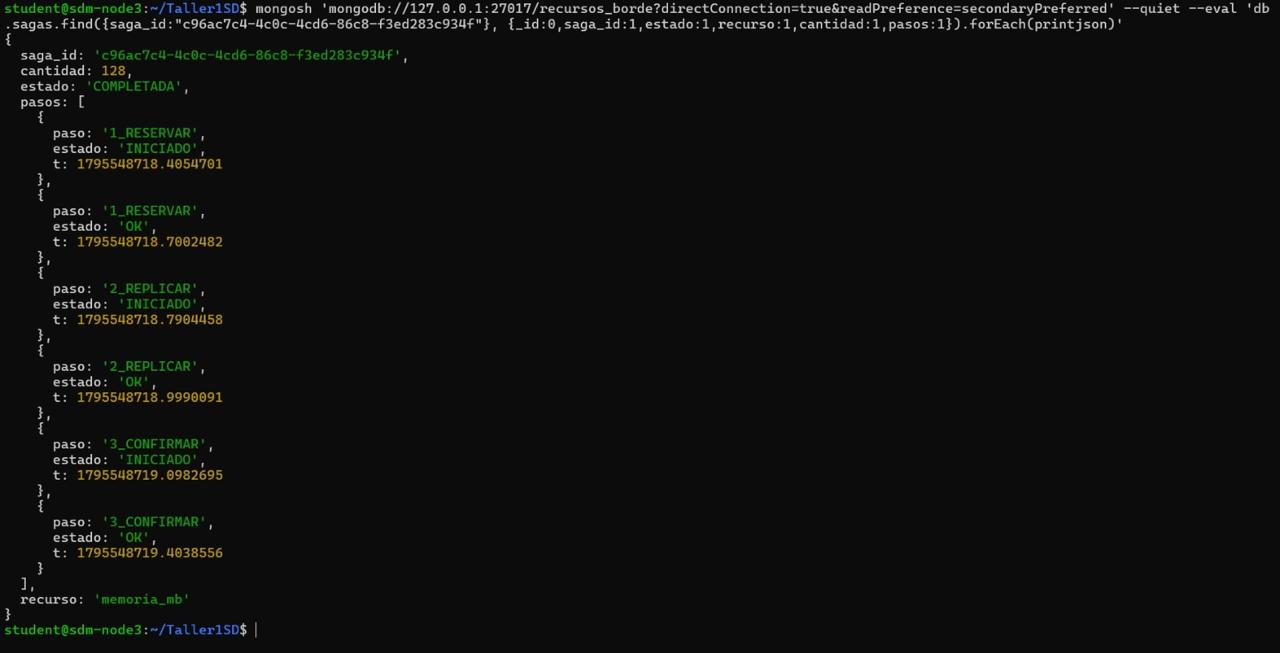 student@sdm-node3:~/Taller1SD$ mongosh 'mongodb://127.0.0.1:27017/recursos_borde?directConnection=true&readPreference=secondaryPreferred' --quiet --eval 'db
.sagas.find({saga_id:"c96ac7c4-4c0c-4cd6-86c8-f3ed283c934f"}, {_id:0,saga_id:1,estado:1,recurso:1,cantidad:1,pasos:1}).forEach(printjson)'
{
  saga_id: 'c96ac7c4-4c0c-4cd6-86c8-f3ed283c934f',
  cantidad: 128,
  estado: 'COMPLETADA',
  pasos: [
    {
      paso: '1_RESERVAR',
      estado: 'INICIADO',
      t: 1795548718.4054701
    },
    {
      paso: '1_RESERVAR',
      estado: 'OK',
      t: 1795548718.7002482
    },
    {
      paso: '2_REPLICAR',
      estado: 'INICIADO',
      t: 1795548718.7904458
    },
    {
      paso: '2_REPLICAR',
      estado: 'OK',
      t: 1795548718.9990091
    },
    {
      paso: '3_CONFIRMAR',
      estado: 'INICIADO',
      t: 1795548719.0982695
    },
    {
      paso: '3_CONFIRMAR',
      estado: 'OK',
      t: 1795548719.4038556
    }
  ],
  recurso: 'memoria_mb'
}
student@sdm-node3:~/Taller1SD$